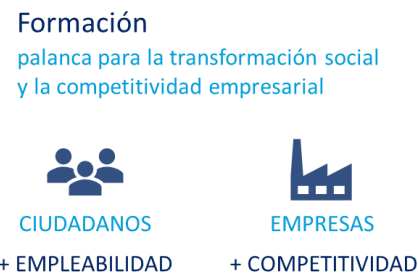 Formación
palanca para la transformación social
y la competitividad empresarial
CIUDADANOS
EMPRESAS
+ EMPLEABILIDAD
+ COMPETITIVIDAD